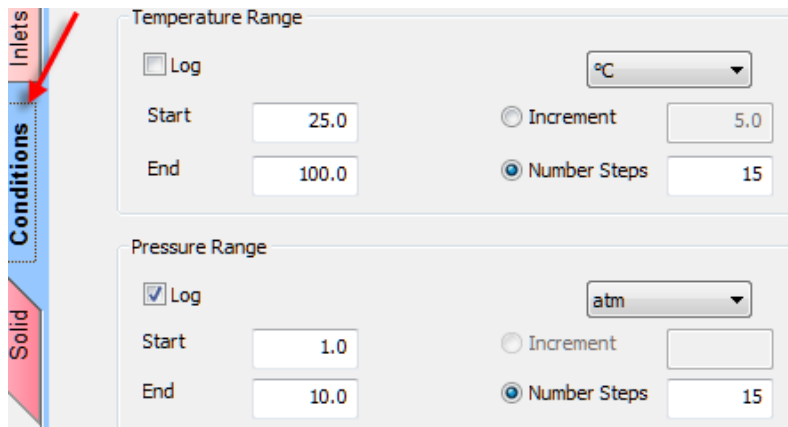 Inlets
Conditions
Solid
Temperature Range
Log
°C
Start 25.0
Increment 5.0
End 100.0
Number Steps 15
Pressure Range
Log
atm
Start 1.0
Increment
End 10.0
Number Steps 15